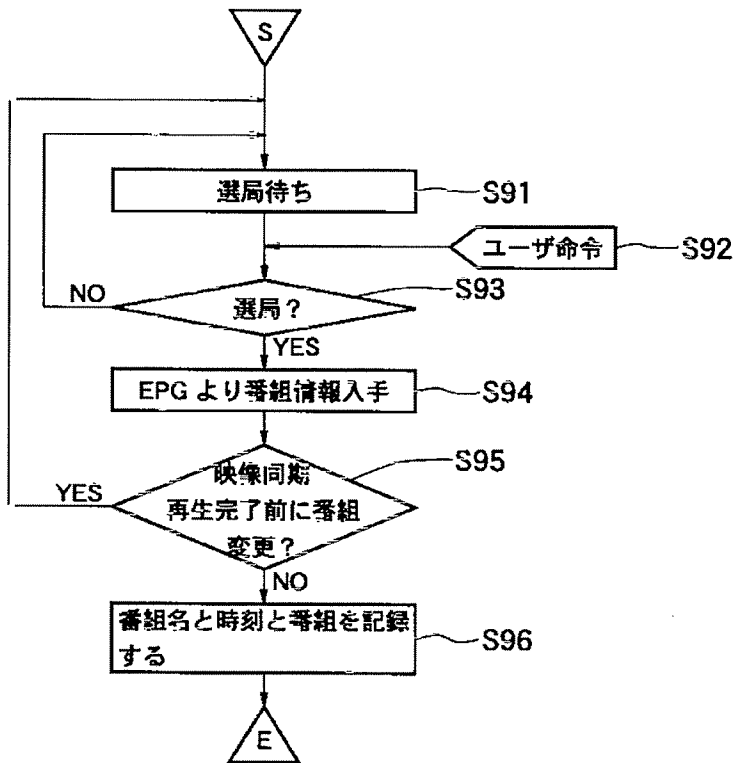 S
選局待ち
S91
ユーザ命令
S92
選局？
S93
NO
YES
EPG より番組情報入手
S94
映像同期
再生完了前に番組
変更？
S95
YES
NO
番組名と時刻と番組を記録
する
S96
E